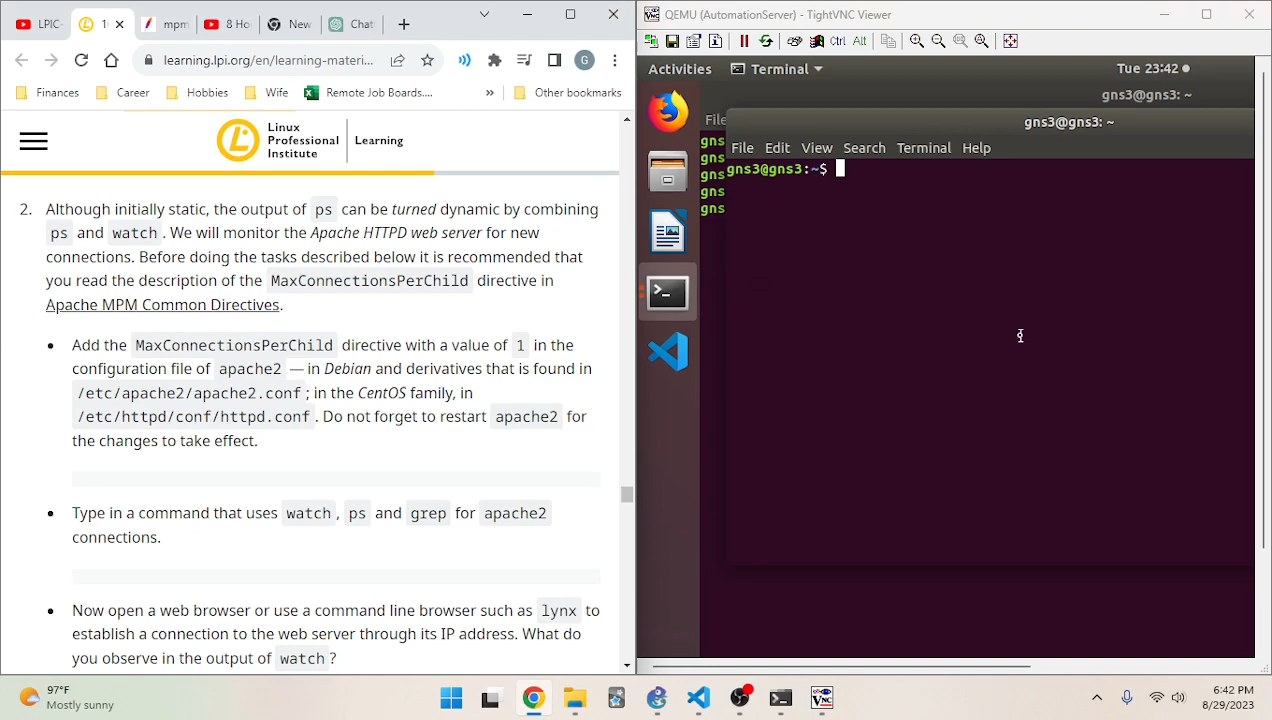 LPIC-
1(
mpm
8 Ho
New
Chat
learning.lpi.org/en/learning-materi...
G
Finances
Career
Hobbies
Wife
Remote Job Boards....
»
Other bookmarks
Linux
Professional
Institute
Learning
2. Although initially static, the output of ps can be turned dynamic by combining
ps and watch. We will monitor the Apache HTTPD web server for new
connections. Before doing the tasks described below it is recommended that
you read the description of the MaxConnectionsPerChild directive in
Apache MPM Common Directives.
• Add the MaxConnectionsPerChild directive with a value of 1 in the
configuration file of apache2 — in Debian and derivatives that is found in
/etc/apache2/apache2.conf; in the CentOS family, in
/etc/httpd/conf/httpd.conf. Do not forget to restart apache2 for
the changes to take effect.
• Type in a command that uses watch, ps and grep for apache2
connections.
• Now open a web browser or use a command line browser such as lynx to
establish a connection to the web server through its IP address. What do
you observe in the output of watch?
QEMU (AutomationServer) - TightVNC Viewer
Ctrl Alt
Activities
Terminal
Tue 23:42
gns3@gns3: ~
File
gns3@gns3: ~
File Edit View Search Terminal Help
gns
gns
gns
gns
gns
gns3@gns3:~$
97°F
Mostly sunny
6:42 PM
8/29/2023